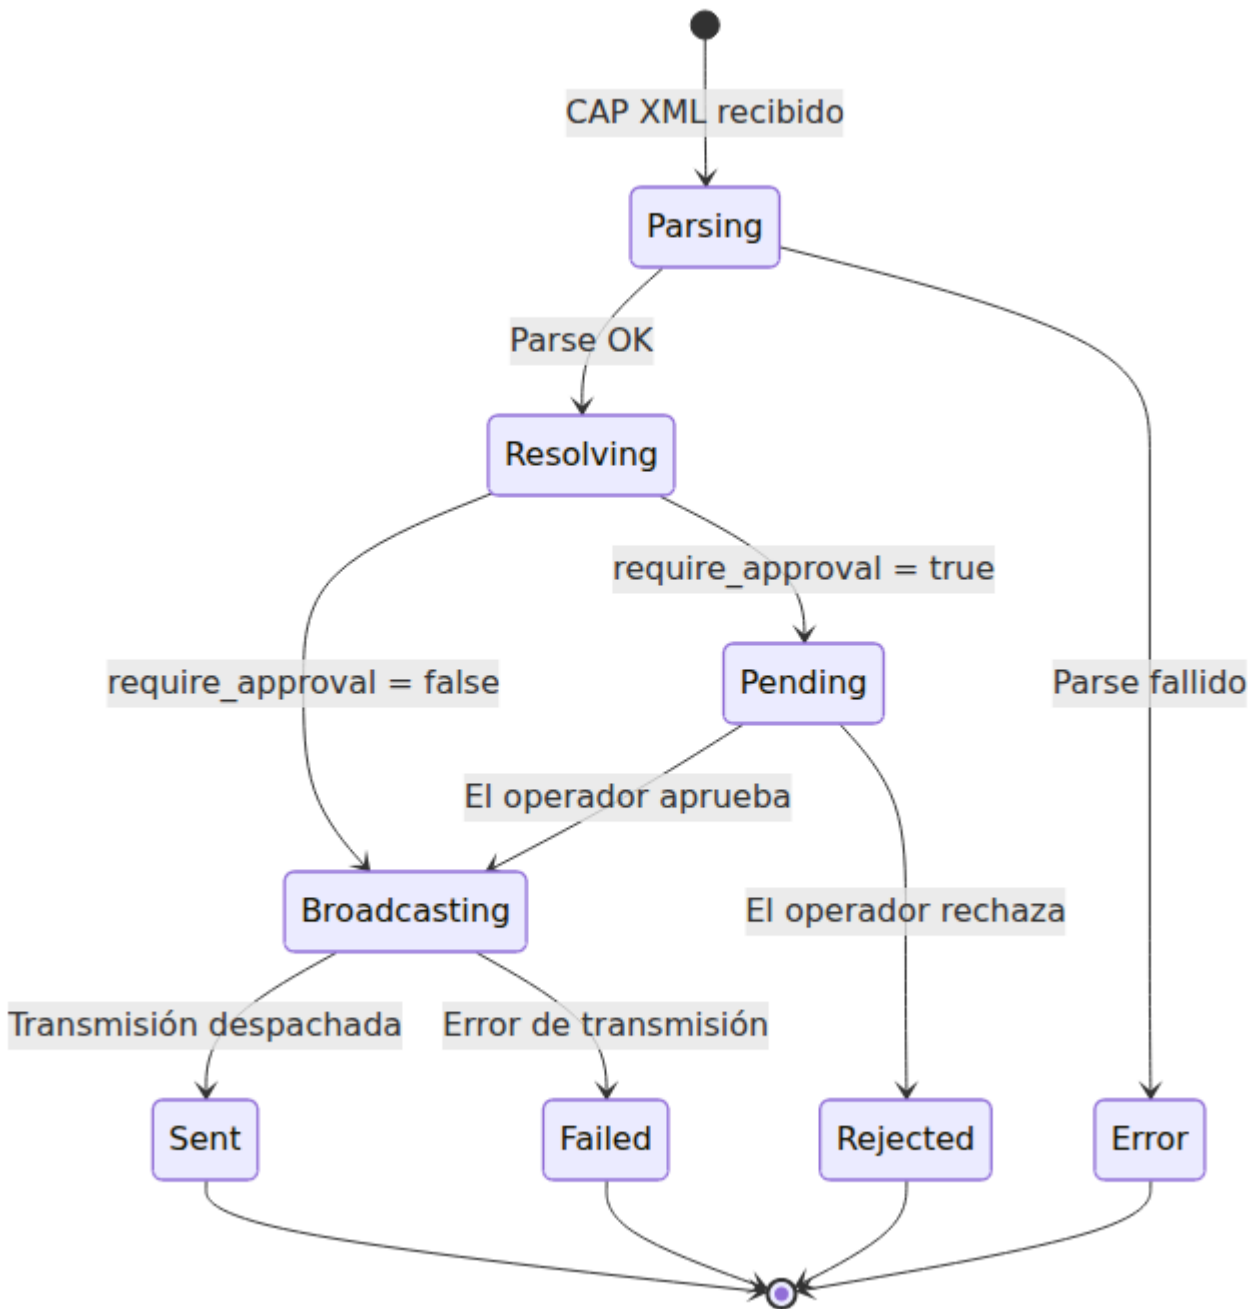 CAP XML recibido
Parsing
Parse OK
Resolving
require_approval = true
require_approval = false
Pending
Parse fallido
El operador aprueba
Broadcasting
El operador rechaza
Transmisión despachada
Error de transmisión
Sent
Failed
Rejected
Error